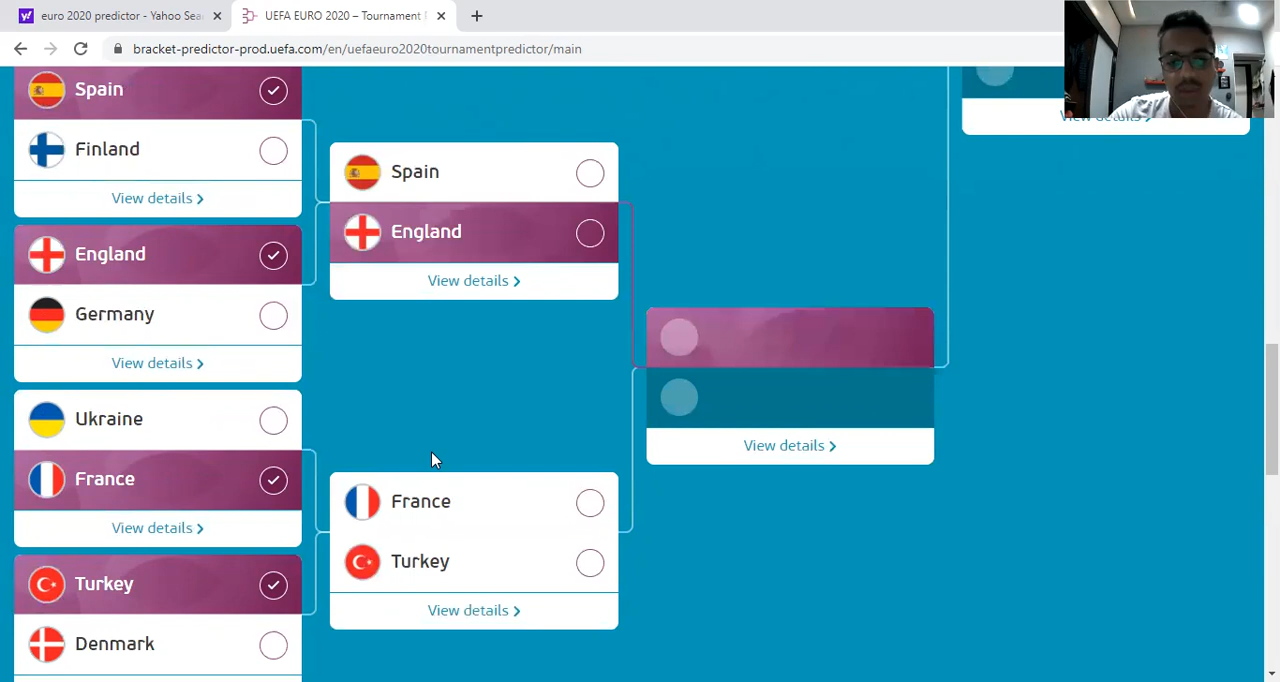 euro 2020 predictor - Yahoo Sea
UEFA EURO 2020 – Tournament
bracket-predictor-prod.uefa.com/en/uefaeuro2020tournamentpredictor/main
Spain
Finland
View details
England
Germany
View details
Ukraine
France
View details
Turkey
Denmark
Spain
England
View details
France
Turkey
View details
View details
View details